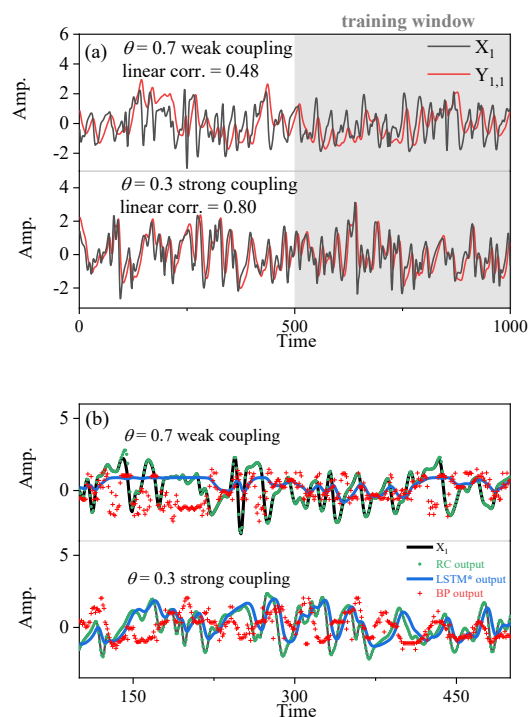 training window
(a)
θ = 0.7 weak coupling
linear corr. = 0.48
X1
Y1,1
6
4
2
0
-2
Amp.
θ = 0.3 strong coupling
linear corr. = 0.80
4
2
0
-2
Amp.
0
500
1000
Time
(b)
θ = 0.7 weak coupling
5
0
Amp.
X1
RC output
LSTM* output
BP output
θ = 0.3 strong coupling
5
0
Amp.
150
300
450
Time